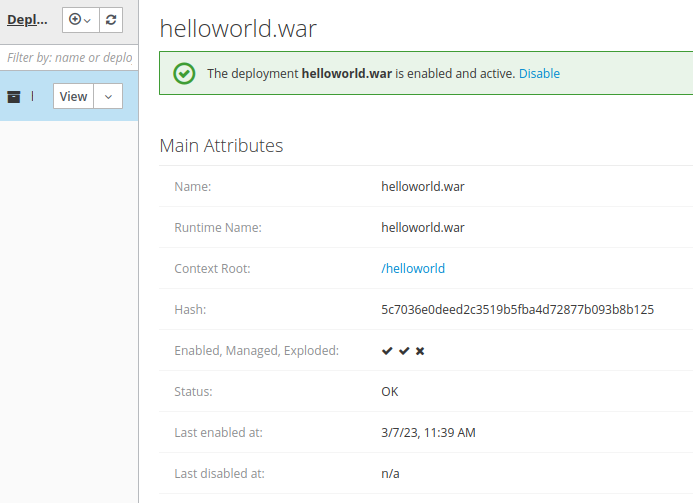 Depl...
Filter by: name or deplo
View
helloworld.war
The deployment helloworld.war is enabled and active. Disable
Main Attributes
Name: helloworld.war
Runtime Name: helloworld.war
Context Root: /helloworld
Hash: 5c7036e0deed2c3519b5fba4d72877b093b8b125
Enabled, Managed, Exploded:
Status: OK
Last enabled at: 3/7/23, 11:39 AM
Last disabled at: n/a